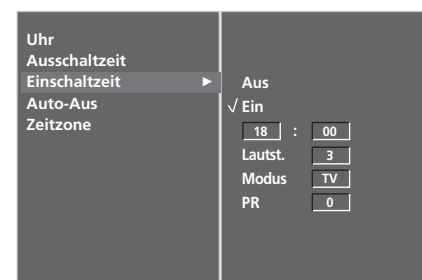 Uhr
Ausschaltzeit
Einschaltzeit ►
Auto-Aus
Zeitzone
Aus
√ Ein
18 : 00
Lautst. 3
Modus TV
PR 0